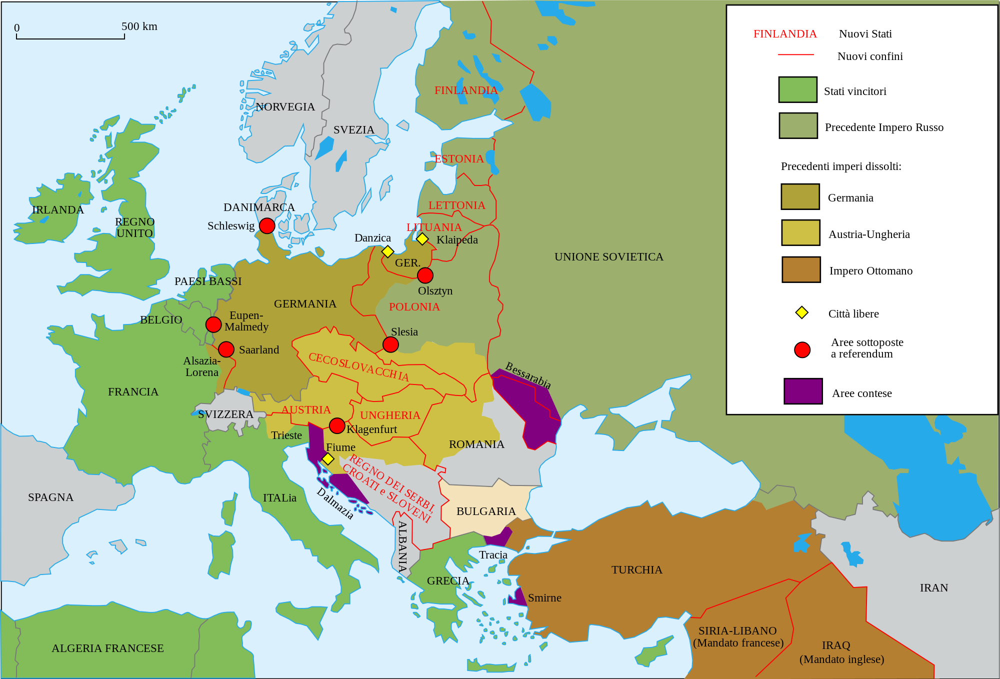 0
500 km
NORVEGIA
SVEZIA
FINLANDIA
ESTONIA
LETTONIA
LITUANIA
Klaipeda
IRLANDA
REGNO
UNITO
DANIMARCA
Schleswig
Danzica
GER.
Olsztyn
UNIONE SOVIETICA
PAESI BASSI
GERMANIA
POLONIA
BELGIO
Eupen-
Malmedy
Slesia
Saarland
Alsazia-
Lorena
CECOSLOVACCHIA
Bessarabia
FRANCIA
SVIZZERA
AUSTRIA
UNGHERIA
Klagenfurt
Trieste
Fiume
ROMANIA
REGNO DEI SERBI,
CROATI e SLOVENI
SPAGNA
ITALia
Dalmazia
BULGARIA
ALBANIA
Tracia
GRECIA
TURCHIA
Smirne
IRAN
SIRIA-LIBANO
(Mandato francese)
IRAQ
(Mandato inglese)
ALGERIA FRANCESE
FINLANDIA Nuovi Stati
Nuovi confini
Stati vincitori
Precedente Impero Russo
Precedenti imperi dissolti:
Germania
Austria-Ungheria
Impero Ottomano
Città libere
Aree sottoposte
a referendum
Aree contese